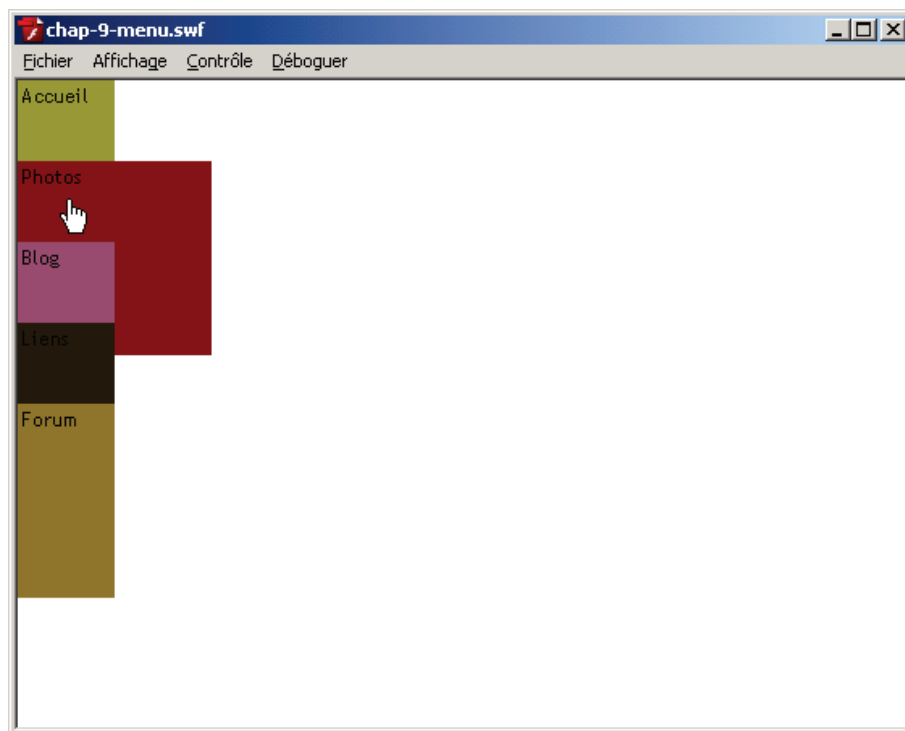 chap-9-menu.swf
Fichier Affichage Contrôle Déboguer
Accueil
Photos
Blog
Liens
Forum